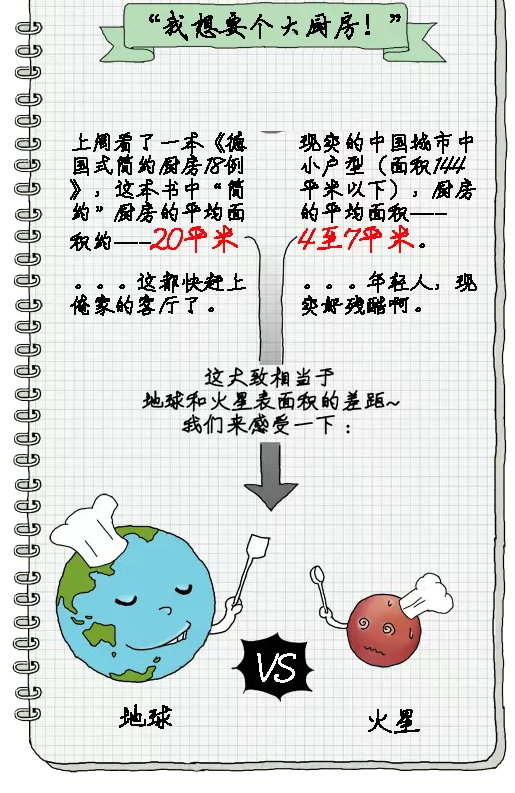 “我想要个大厨房！”
上周看了一本《德
国式简约厨房78例
》，这本书中“简
约”厨房的平均面
积约——20平米
。。。这都快赶上
俺家的客厅了。
现实的中国城市中
小户型（面积144
平米以下），厨房
的平均面积——
4至7平米。
。。。年轻人，现
实好残酷啊。
这大致相当于
地球和火星表面积的差距~
我们来感受一下：
VS
地球
火星